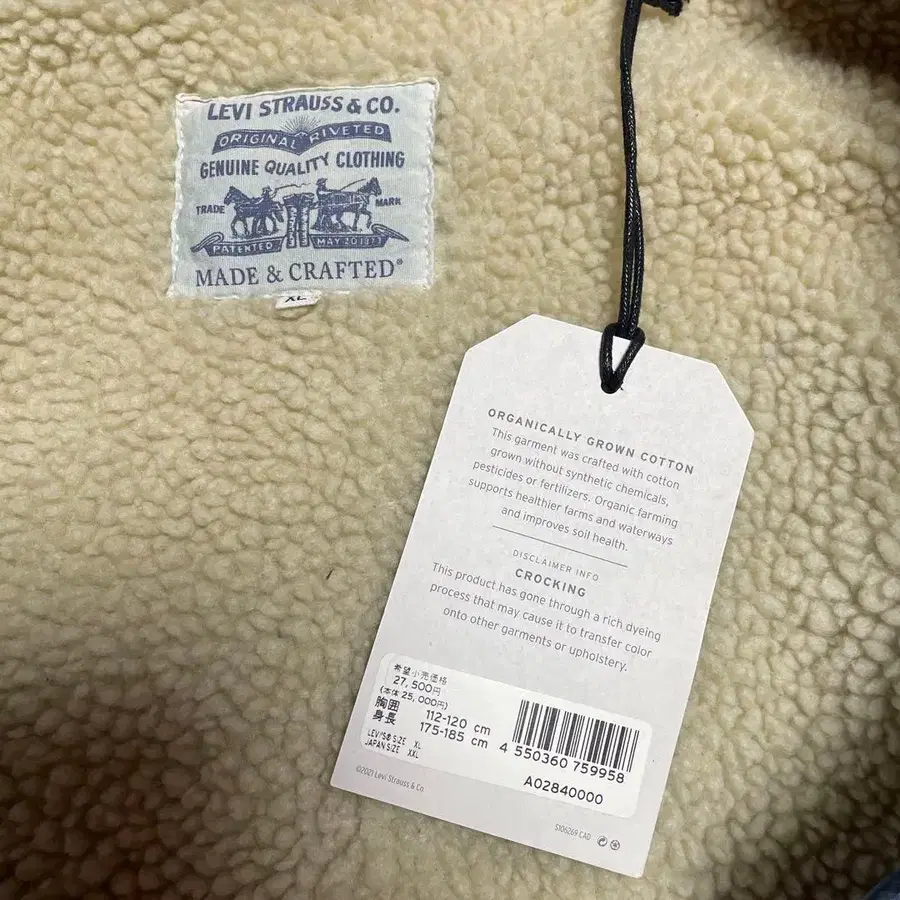 LEVI STRAUSS & CO.
ORIGINAL RIVETED
GENUINE QUALITY CLOTHING
TRADE MARK
PATENTED MAY 20 1873
MADE & CRAFTED®
XL
ORGANICALLY GROWN COTTON
This garment was crafted with cotton
grown without synthetic chemicals,
pesticides or fertilizers. Organic farming
supports healthier farms and waterways
and improves soil health.
DISCLAIMER INFO
CROCKING
This product has gone through a rich dyeing
process that may cause it to transfer color
onto other garments or upholstery.
希望小売価格
27,500円
(本体 25,000円)
胸囲 112-120 cm
身長 175-185 cm
LEVI'S® SIZE XL
JAPAN SIZE XXL
4 550360 759958
A02840000
©2021 Levi Strauss & Co
S106269 CAD